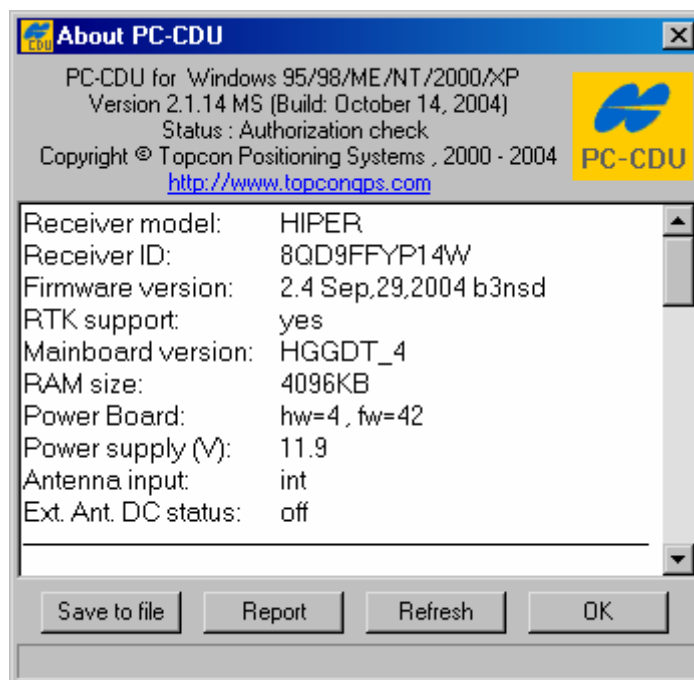 About PC-CDU
PC-CDU for Windows 95/98/ME/NT/2000/XP
Version 2.1.14 MS (Build: October 14, 2004)
Status : Authorization check
Copyright © Topcon Positioning Systems , 2000 - 2004
http://www.topcongps.com
PC-CDU
Receiver model: HIPER
Receiver ID: 8QD9FFYP14W
Firmware version: 2.4 Sep,29,2004 b3nsd
RTK support: yes
Mainboard version: HGGDT_4
RAM size: 4096KB
Power Board: hw=4 , fw=42
Power supply (V): 11.9
Antenna input: int
Ext. Ant. DC status: off
Save to file Report Refresh OK